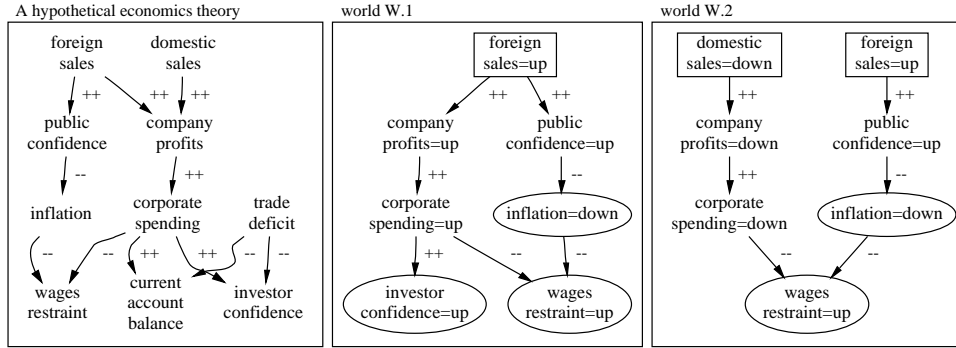 A hypothetical economics theory
foreign
sales
domestic
sales
++
++
++
public
confidence
company
profits
--
++
inflation
corporate
spending
trade
deficit
--
--
++
++
--
--
wages
restraint
current
account
balance
investor
confidence
world W.1
foreign
sales=up
++
++
company
profits=up
public
confidence=up
++
--
corporate
spending=up
inflation=down
++
--
--
investor
confidence=up
wages
restraint=up
world W.2
domestic
sales=down
foreign
sales=up
++
++
company
profits=down
public
confidence=up
++
--
corporate
spending=down
inflation=down
--
--
wages
restraint=up